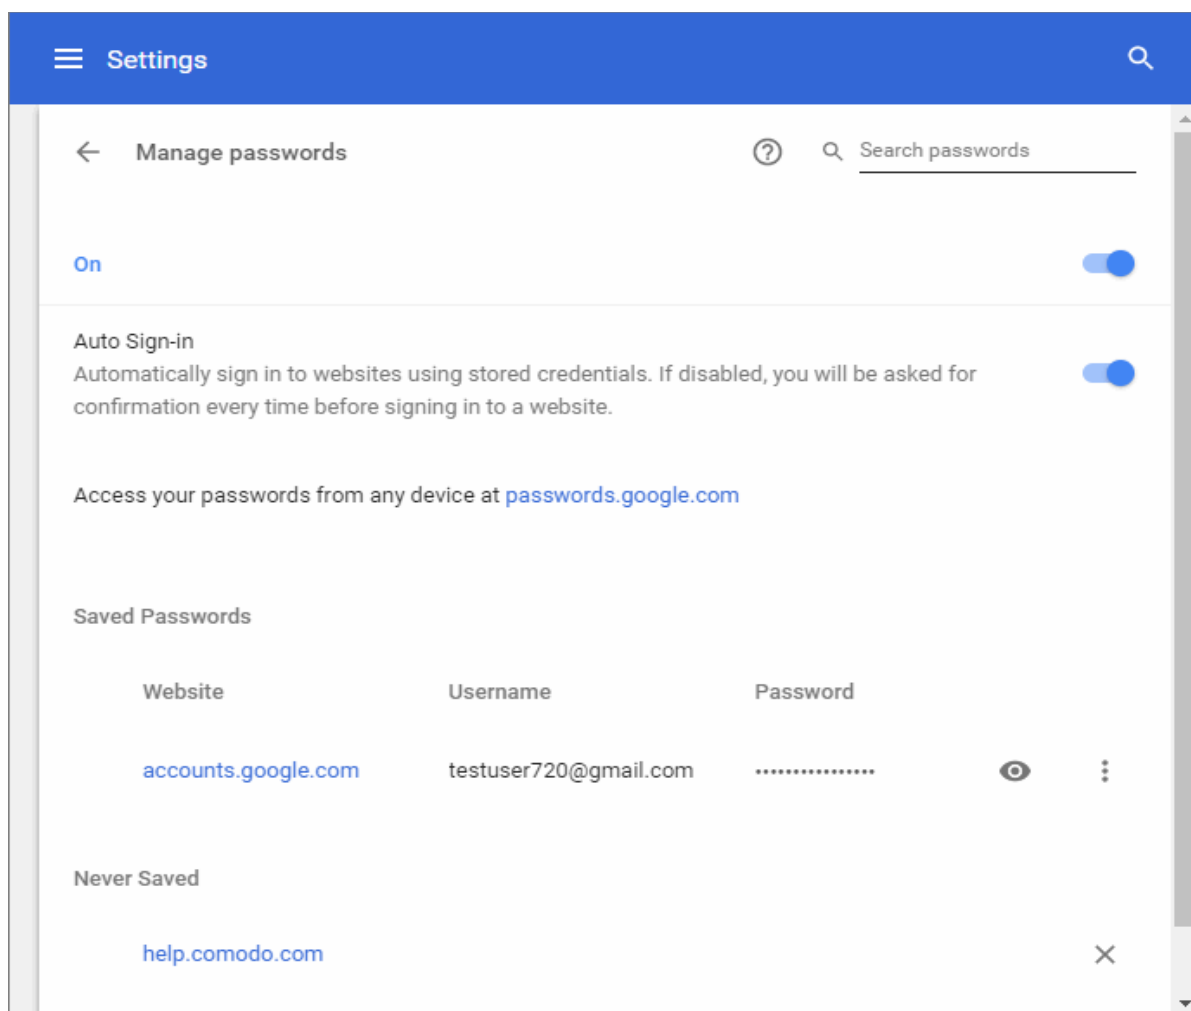 Settings
Manage passwords
Search passwords
On
Auto Sign-in
Automatically sign in to websites using stored credentials. If disabled, you will be asked for
confirmation every time before signing in to a website.
Access your passwords from any device at passwords.google.com
Saved Passwords
Website Username Password
accounts.google.com testuser720@gmail.com ••••••••••••••••
Never Saved
help.comodo.com